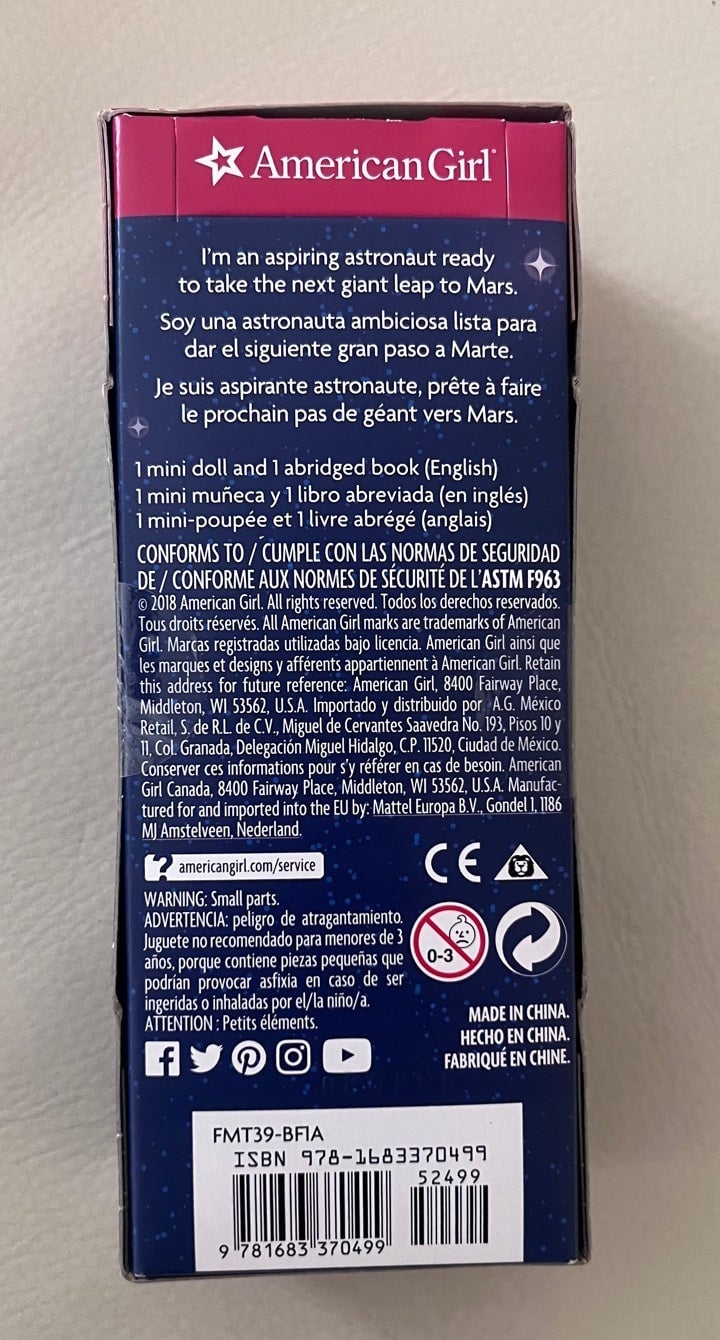 American Girl®
I'm an aspiring astronaut ready
to take the next giant leap to Mars.
Soy una astronauta ambiciosa lista para
dar el siguiente gran paso a Marte.
Je suis aspirante astronaute, prête à faire
le prochain pas de géant vers Mars.
1 mini doll and 1 abridged book (English)
1 mini muñeca y 1 libro abreviada (en inglés)
1 mini-poupée et 1 livre abrégé (anglais)
CONFORMS TO / CUMPLE CON LAS NORMAS DE SEGURIDAD
DE / CONFORME AUX NORMES DE SÉCURITÉ DE L'ASTM F963
© 2018 American Girl. All rights reserved. Todos los derechos reservados.
Tous droits réservés. All American Girl marks are trademarks of American
Girl. Marcas registradas utilizadas bajo licencia. American Girl ainsi que
les marques et designs y afférents appartiennent à American Girl. Retain
this address for future reference: American Girl, 8400 Fairway Place,
Middleton, WI 53562, U.S.A. Importado y distribuido por A.G. México
Retail, S. de R.L. de C.V., Miguel de Cervantes Saavedra No. 193, Pisos 10 y
11, Col. Granada, Delegación Miguel Hidalgo, C.P. 11520, Ciudad de México.
Conserver ces informations pour s'y référer en cas de besoin. American
Girl Canada, 8400 Fairway Place, Middleton, WI 53562, U.S.A. Manufac-
tured for and imported into the EU by: Mattel Europa B.V., Gondel 1, 1186
MJ Amstelveen, Nederland.
? americangirl.com/service
CE
WARNING: Small parts.
ADVERTENCIA: peligro de atragantamiento.
Juguete no recomendado para menores de 3
años, porque contiene piezas pequeñas que
podrían provocar asfixia en caso de ser
ingeridas o inhaladas por el/la niño/a.
ATTENTION : Petits éléments.
0-3
MADE IN CHINA.
HECHO EN CHINA.
FABRIQUÉ EN CHINE.
FMT39-BF1A
ISBN 978-1683370499
52499
9 781683 370499